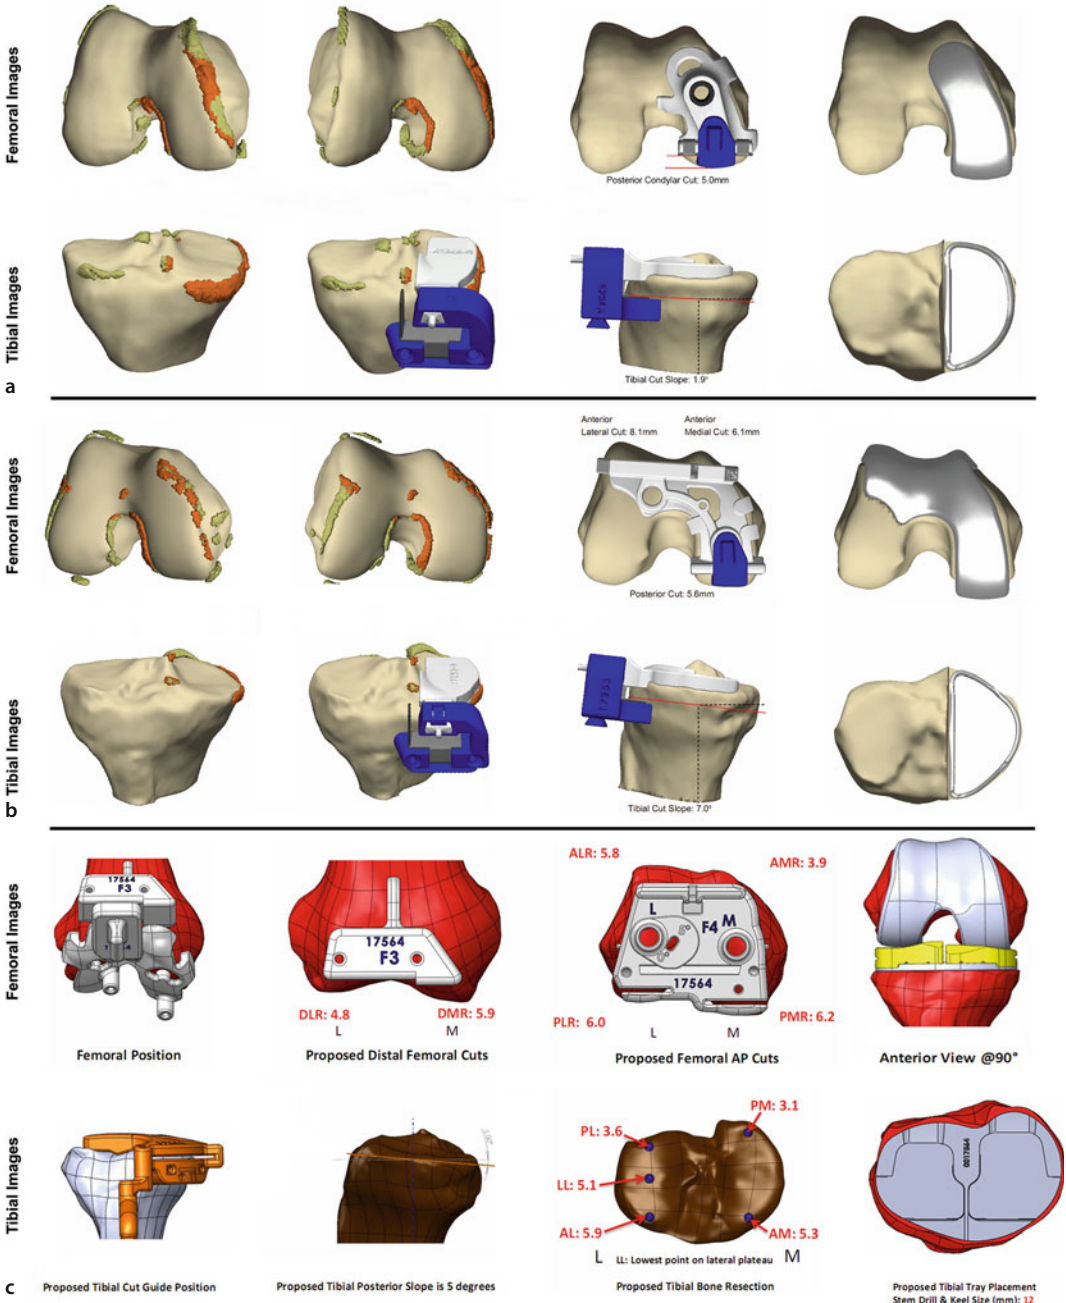 Femoral Images
Posterior Condylar Cut: 5.0mm
Tibial Images
Tibial Cut Slope: 1.9°
a
Femoral Images
Anterior
Lateral Cut: 8.1mm
Anterior
Medial Cut: 6.1mm
Posterior Cut: 5.6mm
Tibial Images
Tibial Cut Slope: 7.0°
b
Femoral Images
17564
F3
Femoral Position
17564
F3
DLR: 4.8
DMR: 5.9
L
M
Proposed Distal Femoral Cuts
ALR: 5.8
AMR: 3.9
L
F4
M
5°
0°
17564
PLR: 6.0
PMR: 6.2
L
M
Proposed Femoral AP Cuts
Anterior View @90°
Tibial Images
Proposed Tibial Cut Guide Position
Proposed Tibial Posterior Slope is 5 degrees
PM: 3.1
PL: 3.6
LL: 5.1
AL: 5.9
AM: 5.3
L
LL: Lowest point on lateral plateau
M
Proposed Tibial Bone Resection
0017564
Proposed Tibial Tray Placement
Stem Drill & Keel Size (mm): 12
c